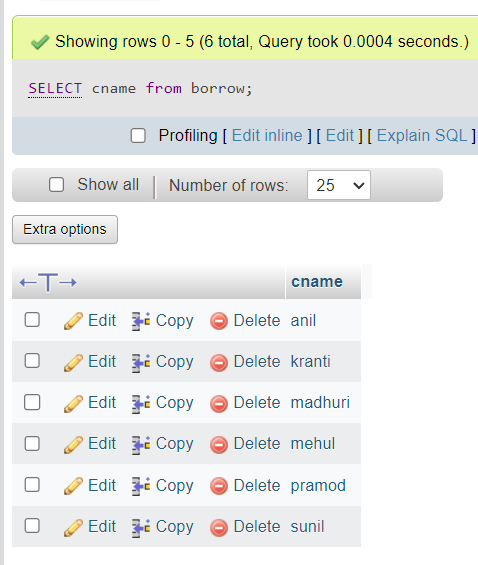 Showing rows 0 - 5 (6 total, Query took 0.0004 seconds.)
SELECT cname from borrow;
Profiling [ Edit inline ] [ Edit ] [ Explain SQL ]
Show all Number of rows: 25
Extra options
cname
Edit Copy Delete anil
Edit Copy Delete kranti
Edit Copy Delete madhuri
Edit Copy Delete mehul
Edit Copy Delete pramod
Edit Copy Delete sunil